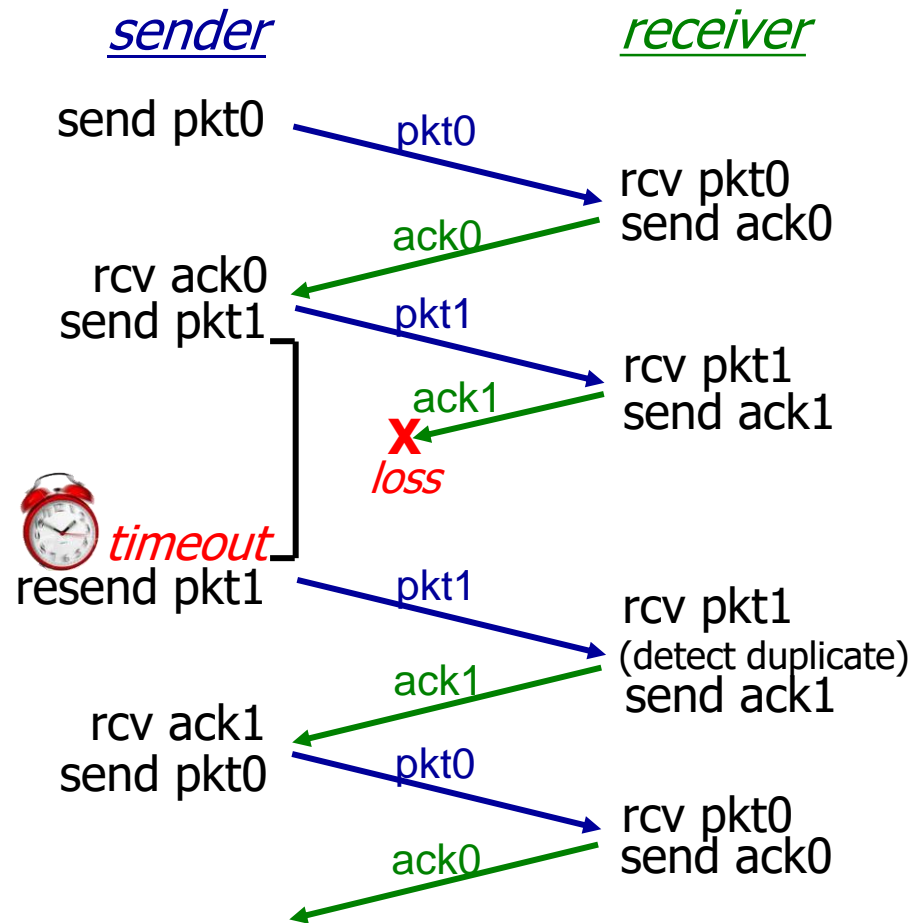 sender
receiver
send pkt0
pkt0
rcv pkt0
send ack0
ack0
rcv ack0
send pkt1
pkt1
rcv pkt1
send ack1
ack1
X
loss
timeout
resend pkt1
pkt1
rcv pkt1
(detect duplicate)
send ack1
ack1
rcv ack1
send pkt0
pkt0
rcv pkt0
send ack0
ack0